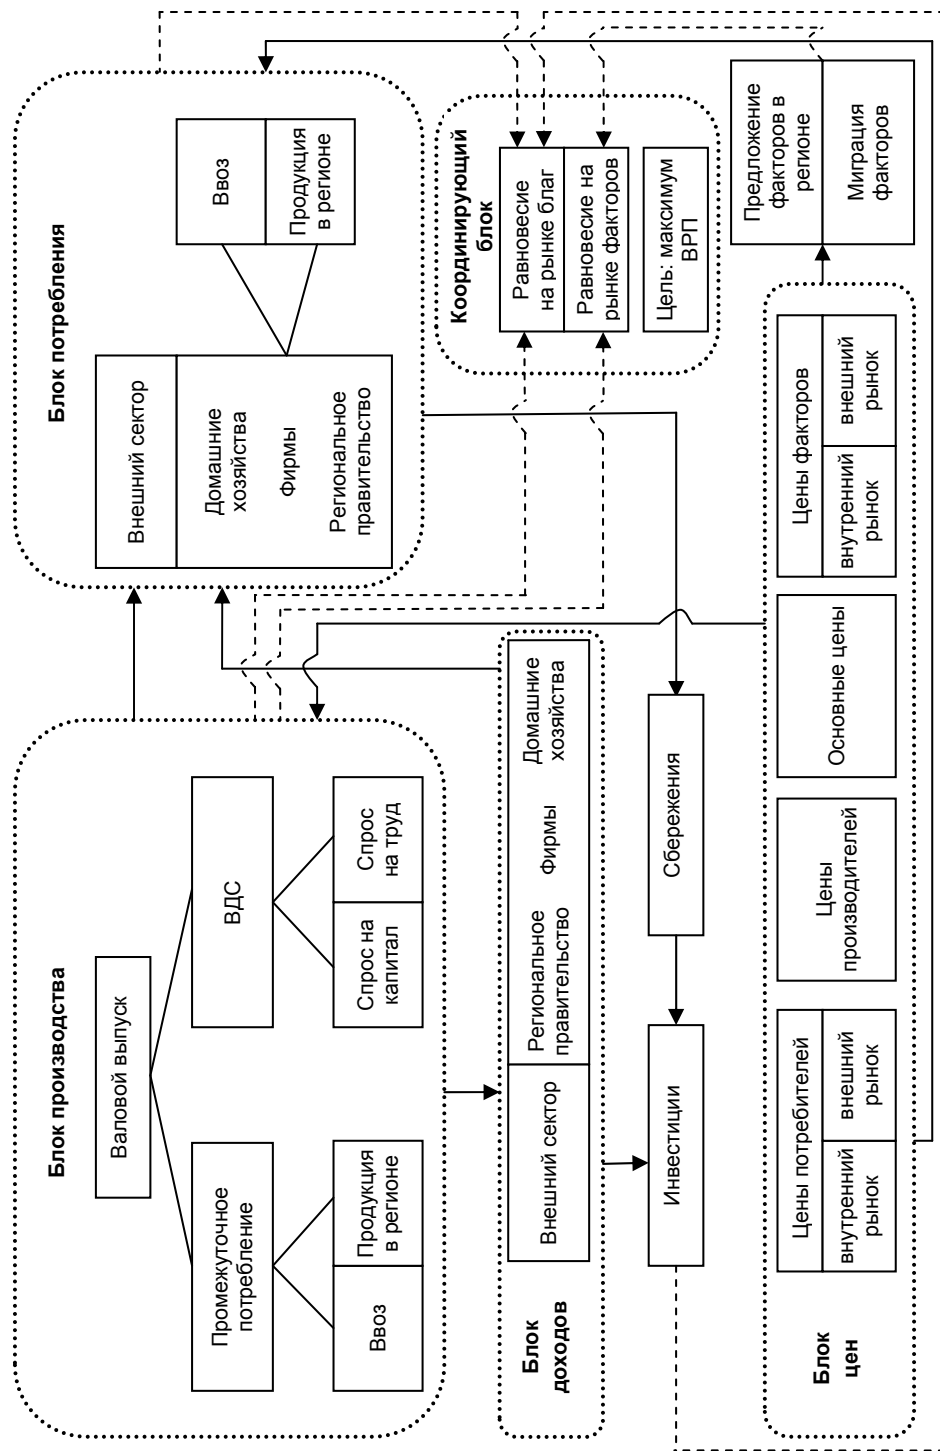 Блок производства
Валовой выпуск
Промежуточное
потребление
ВДС
Ввоз
Продукция
в регионе
Спрос на
капитал
Спрос
на труд
Блок потребления
Внешний сектор
Домашние
хозяйства
Фирмы
Региональное
правительство
Ввоз
Продукция
в регионе
Блок
доходов
Внешний сектор
Региональное
правительство
Фирмы
Домашние
хозяйства
Координирующий
блок
Равновесие
на рынке благ
Равновесие на
рынке факторов
Цель: максимум
ВРП
Инвестиции
Сбережения
Блок
цен
Цены потребителей
внутренний
рынок
внешний
рынок
Цены
производителей
Основные цены
Цены факторов
внутренний
рынок
внешний
рынок
Предложение
факторов в
регионе
Миграция
факторов